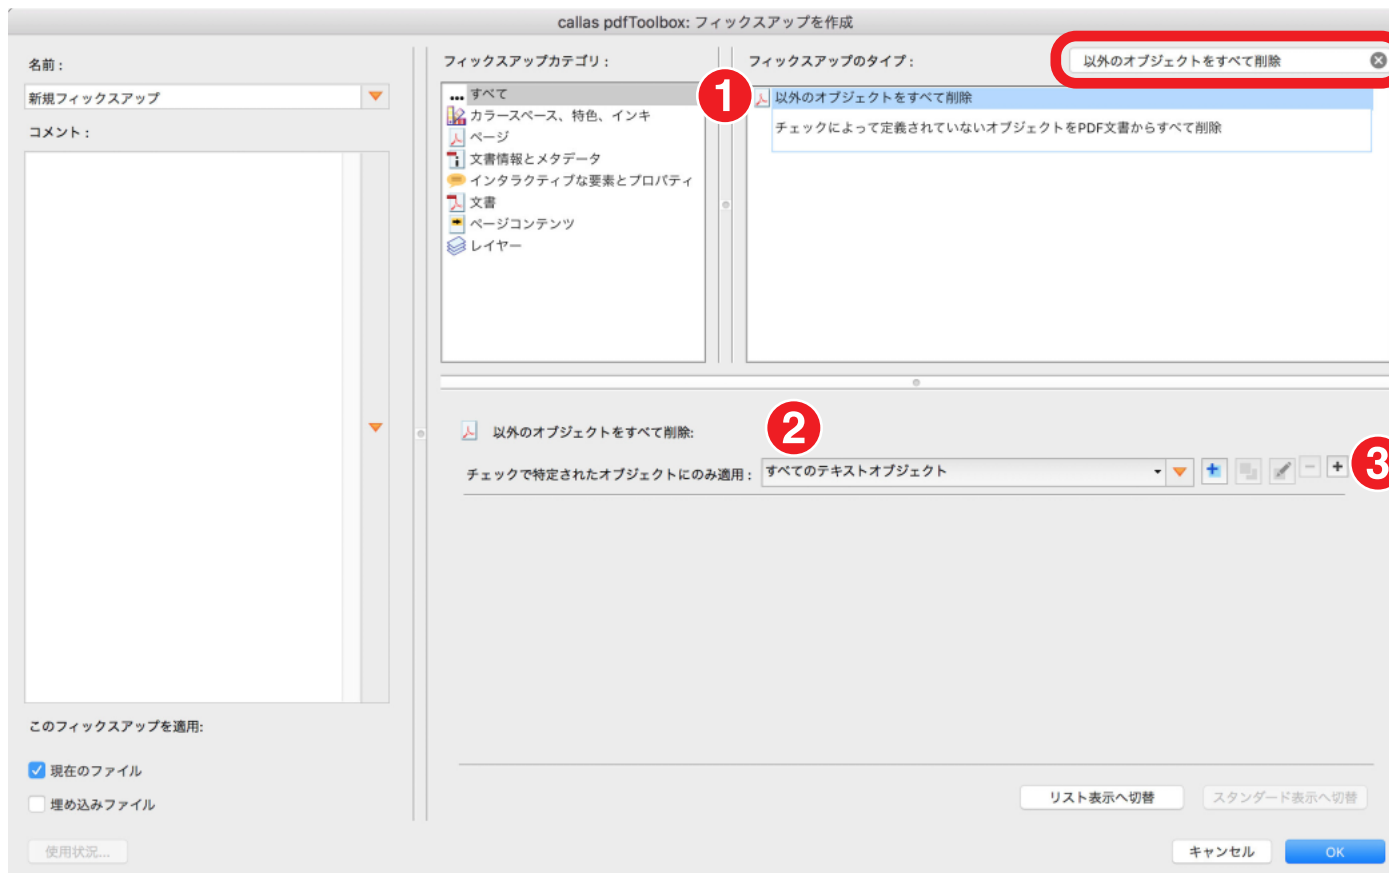 callas pdfToolbox: フィックスアップを作成
名前 :
新規フィックスアップ
コメント :
このフィックスアップを適用:
現在のファイル
埋め込みファイル
使用状況...
フィックスアップカテゴリ :
すべて
カラースペース、特色、インキ
ページ
文書情報とメタデータ
インタラクティブな要素とプロパティ
文書
ページコンテンツ
レイヤー
フィックスアップのタイプ :
以外のオブジェクトをすべて削除
1
以外のオブジェクトをすべて削除
チェックによって定義されていないオブジェクトをPDF文書からすべて削除
以外のオブジェクトをすべて削除:
2
チェックで特定されたオブジェクトにのみ適用 :
すべてのテキストオブジェクト
3
リスト表示へ切替
スタンダード表示へ切替
キャンセル
OK